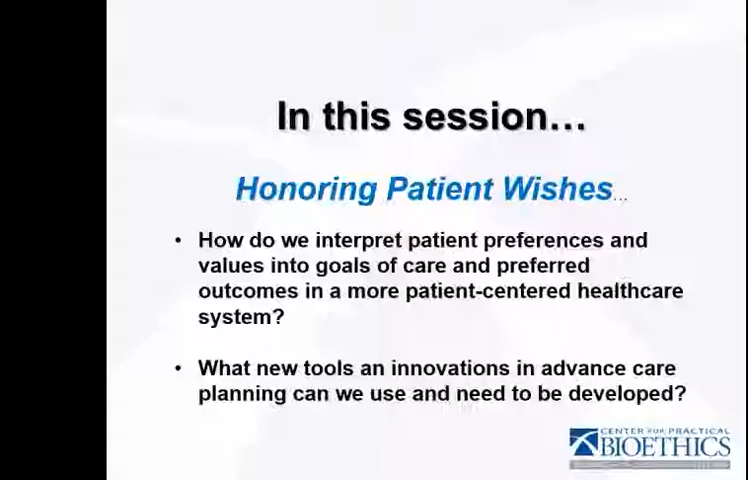 In this session…
Honoring Patient Wishes…
• How do we interpret patient preferences and
values into goals of care and preferred
outcomes in a more patient-centered healthcare
system?
• What new tools an innovations in advance care
planning can we use and need to be developed?
CENTER FOR PRACTICAL
BIOETHICS